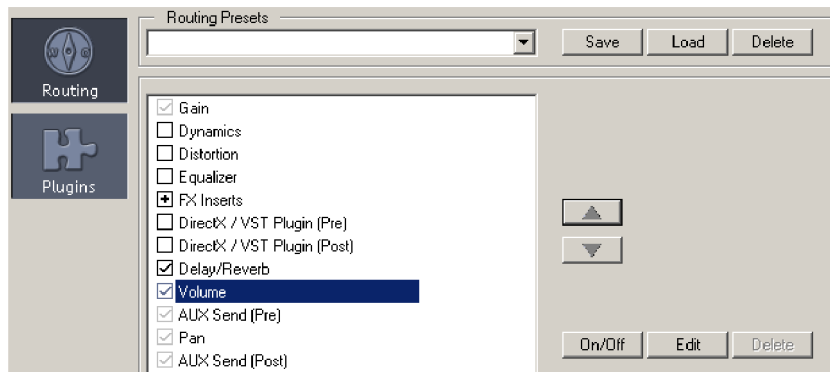 Routing Presets
Save Load Delete
Routing
Plugins
Gain
Dynamics
Distortion
Equalizer
FX Inserts
DirectX / VST Plugin (Pre)
DirectX / VST Plugin (Post)
Delay/Reverb
Volume
AUX Send (Pre)
Pan
AUX Send (Post)
On/Off Edit Delete